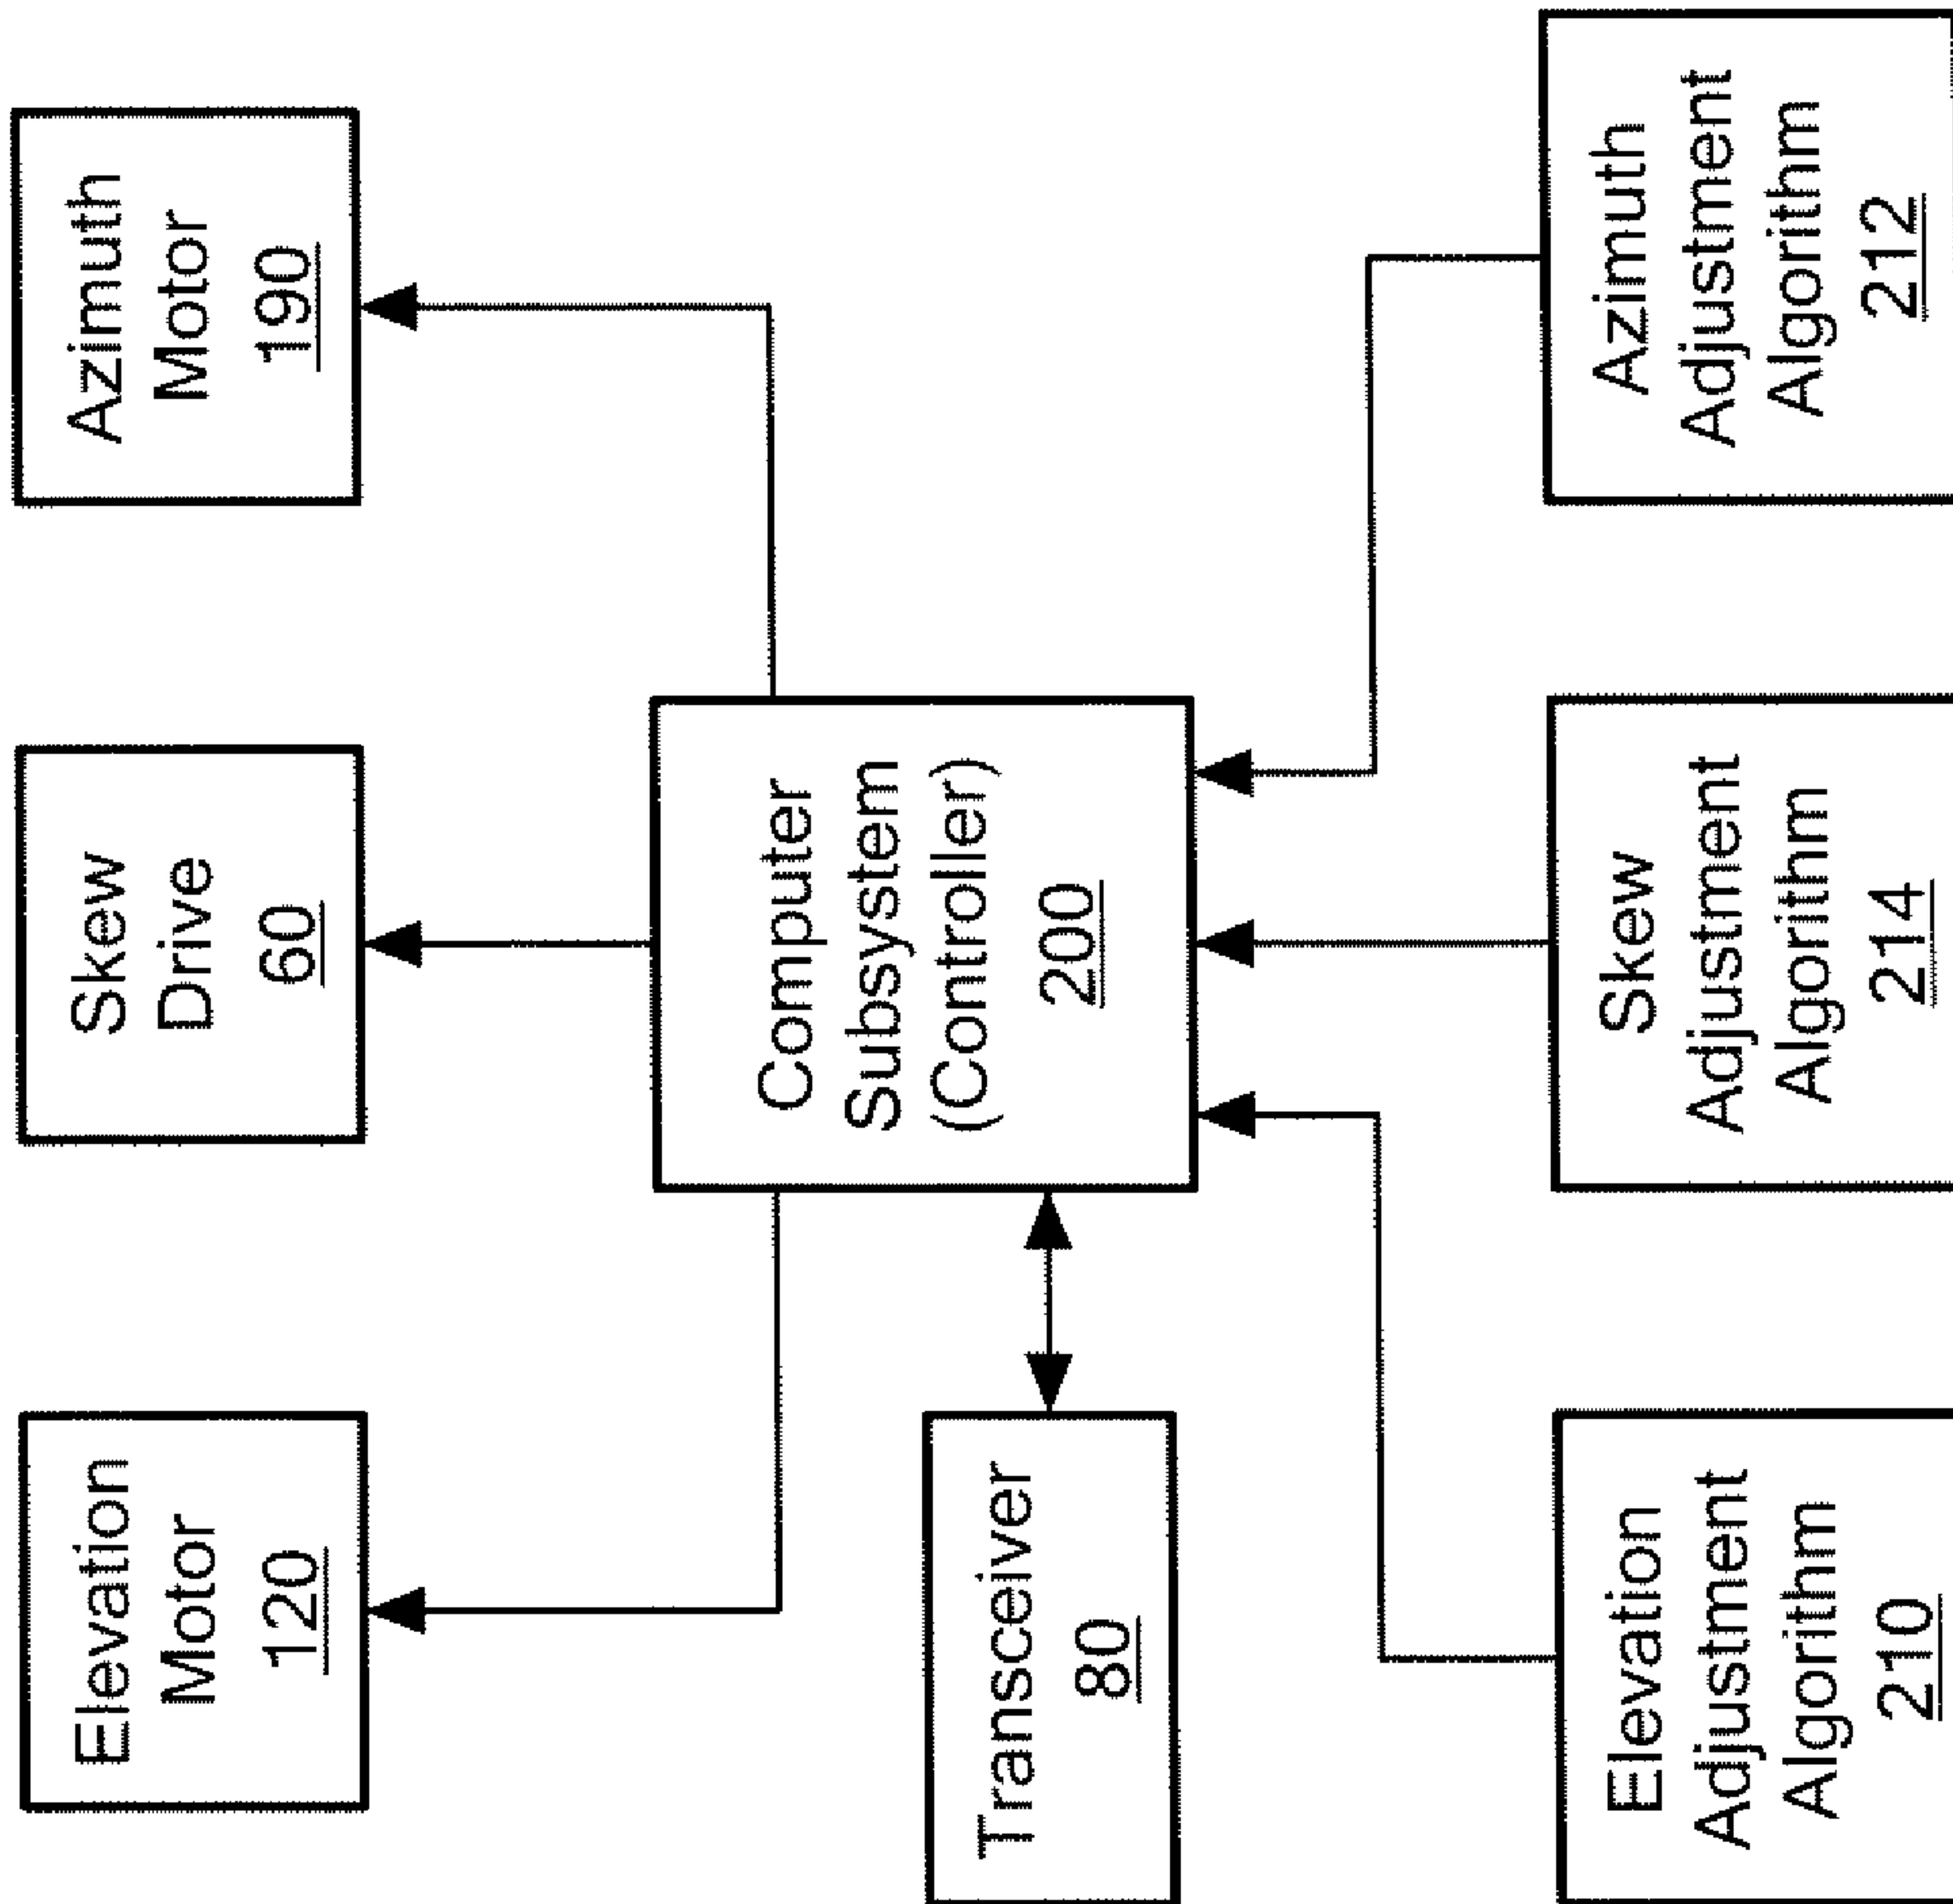 Elevation
Motor
120
Skew
Drive
60
Azimuth
Motor
190
Transceiver
80
Computer
Subsystem
(Controller)
200
Elevation
Adjustment
Algorithm
210
Skew
Adjustment
Algorithm
214
Azimuth
Adjustment
Algorithm
212